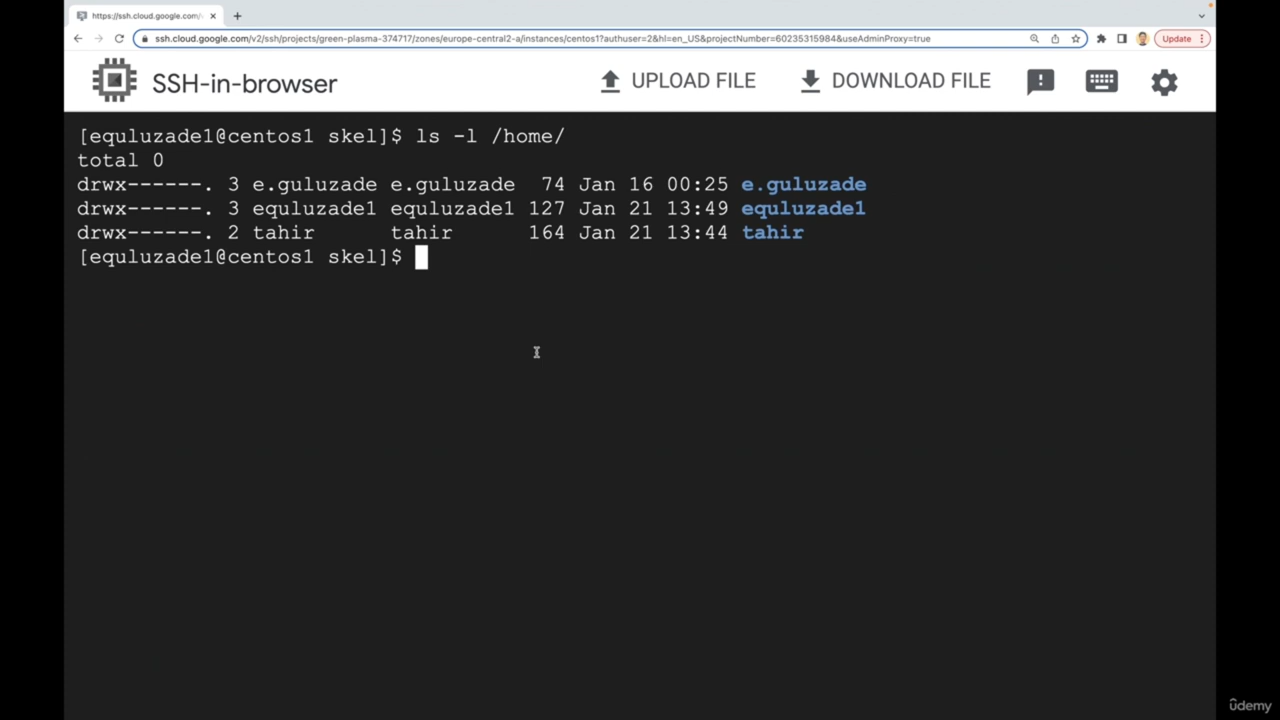 https://ssh.cloud.google.com/v
ssh.cloud.google.com/v2/ssh/projects/green-plasma-374717/zones/europe-central2-a/instances/centos1?authuser=2&hl=en_US&projectNumber=60235315984&useAdminProxy=true
Update
SSH-in-browser
UPLOAD FILE
DOWNLOAD FILE
[equluzade1@centos1 skel]$ ls -l /home/
total 0
drwx------. 3 e.guluzade e.guluzade  74 Jan 16 00:25 e.guluzade
drwx------. 3 equluzade1 equluzade1 127 Jan 21 13:49 equluzade1
drwx------. 2 tahir      tahir      164 Jan 21 13:44 tahir
[equluzade1@centos1 skel]$
ûdemy